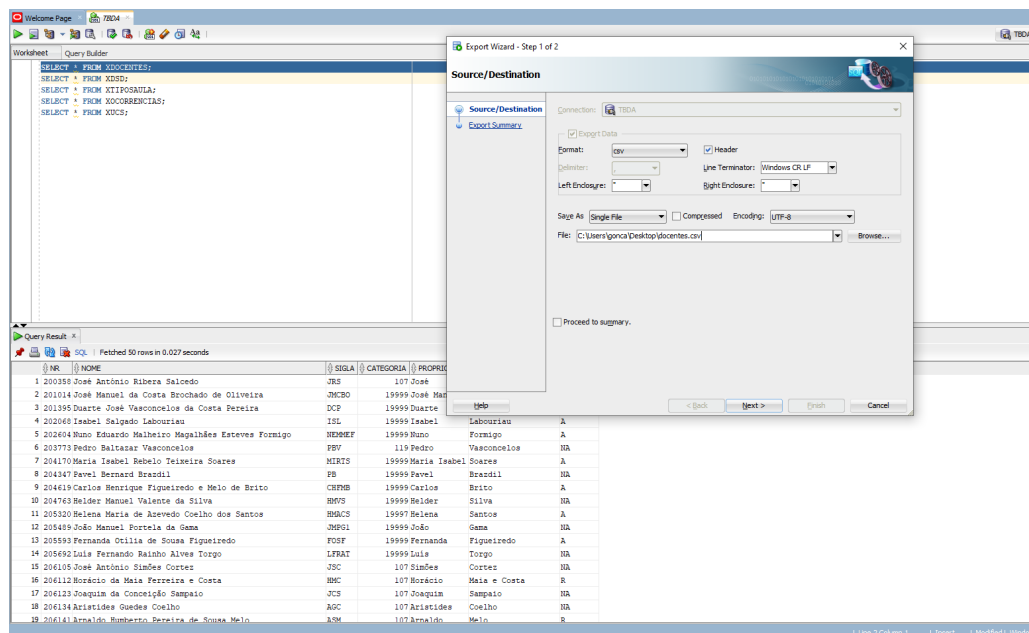 Welcome Page
TBDA
TBDA
Worksheet Query Builder
SELECT * FROM XDOCENTES;
SELECT * FROM XDSD;
SELECT * FROM XTIPOSAULA;
SELECT * FROM XOCORRENCIAS;
SELECT * FROM XUCS;
Export Wizard - Step 1 of 2
Source/Destination
Source/Destination
Export Summary
Connection: TBDA
Export Data
Format: csv Header
Delimiter: Line Terminator: Windows CR LF
Left Enclosure: " Right Enclosure: "
Save As Single File Compressed Encoding: UTF-8
File: C:\Users\gonca\Desktop\docentes.csv Browse...
Proceed to summary.
Help < Back Next > Finish Cancel
Query Result
SQL | Fetched 50 rows in 0.027 seconds
NR NOME SIGLA CATEGORIA PROPRIO
1 200358 José António Ribera Salcedo JRS 107 José
2 201014 José Manuel da Costa Brochado de Oliveira JMCBO 19999 José Man
3 201395 Duarte José Vasconcelos da Costa Pereira DCP 19999 Duarte
4 202068 Isabel Salgado Labouriau ISL 19999 Isabel Labouriau A
5 202604 Nuno Eduardo Malheiro Magalhães Esteves Formigo NEMMEF 19999 Nuno Formigo A
6 203773 Pedro Baltazar Vasconcelos PBV 119 Pedro Vasconcelos NA
7 204170 Maria Isabel Rebelo Teixeira Soares MIRTS 19999 Maria Isabel Soares A
8 204347 Pavel Bernard Brazdil PB 19999 Pavel Brazdil NA
9 204619 Carlos Henrique Figueiredo e Melo de Brito CHFMB 19999 Carlos Brito A
10 204763 Helder Manuel Valente da Silva HMVS 19999 Helder Silva NA
11 205320 Helena Maria de Azevedo Coelho dos Santos HMACS 19997 Helena Santos A
12 205489 João Manuel Portela da Gama JMPG1 19999 João Gama NA
13 205593 Fernanda Otília de Sousa Figueiredo FOSF 19999 Fernanda Figueiredo A
14 205692 Luís Fernando Rainho Alves Torgo LFRAT 19999 Luís Torgo NA
15 206105 José António Simões Cortez JSC 107 Simões Cortez NA
16 206112 Horácio da Maia Ferreira e Costa HMC 107 Horácio Maia e Costa R
17 206123 Joaquim da Conceição Sampaio JCS 107 Joaquim Sampaio NA
18 206134 Aristides Guedes Coelho AGC 107 Aristides Coelho NA
19 206141 Arnaldo Humberto Pereira de Sousa Melo ASM 107 Arnaldo Melo R